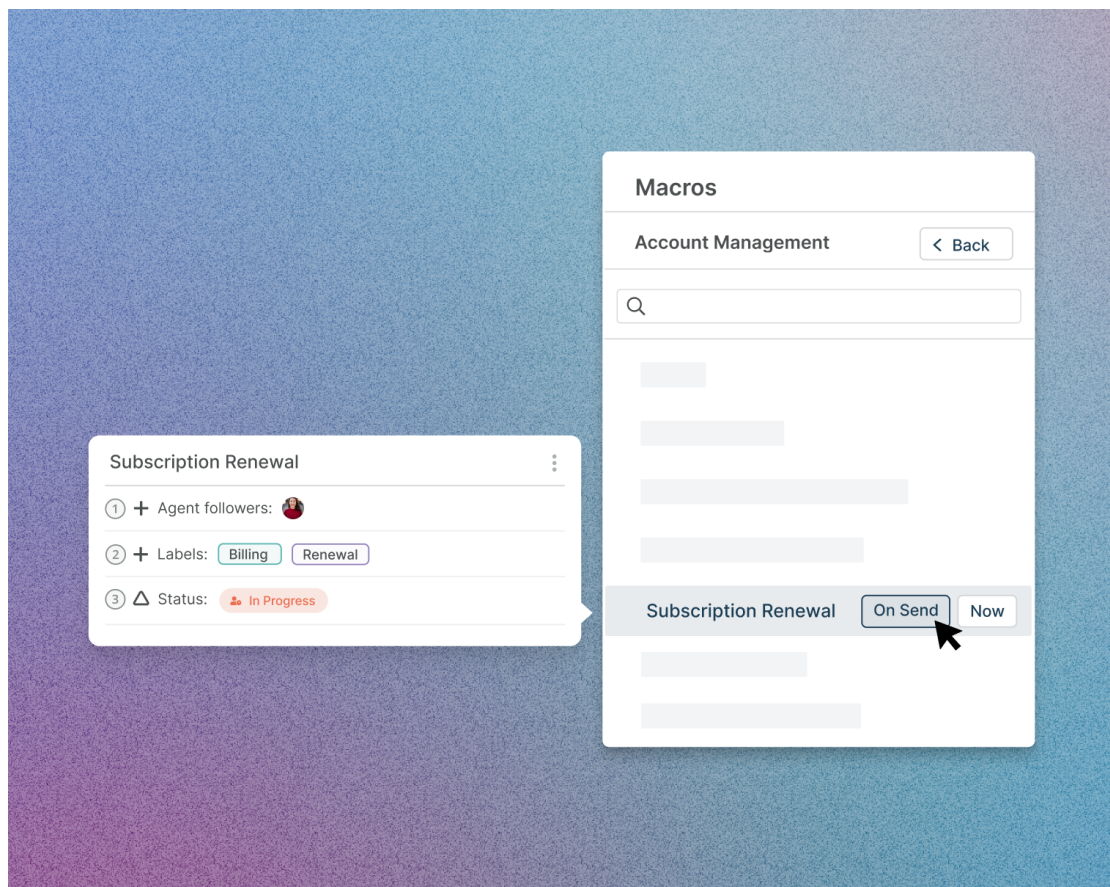 Macros
Account Management
Back
Subscription Renewal
1 Agent followers:
2 Labels: Billing Renewal
3 Status: In Progress
Subscription Renewal On Send Now